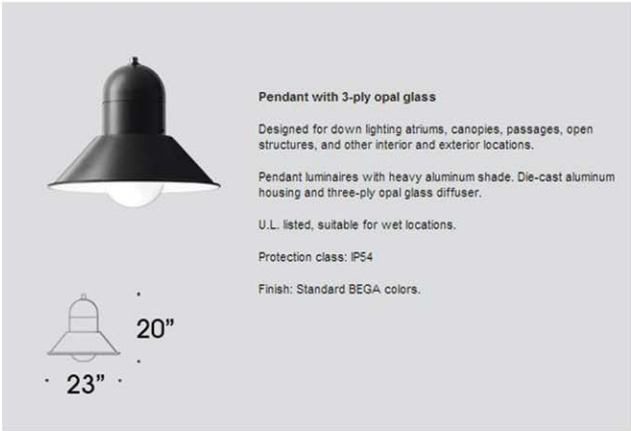 Pendant with 3-ply opal glass
Designed for down lighting atriums, canopies, passages, open
structures, and other interior and exterior locations.
Pendant luminaires with heavy aluminum shade. Die-cast aluminum
housing and three-ply opal glass diffuser.
U.L. listed, suitable for wet locations.
Protection class: IP54
Finish: Standard BEGA colors.
20”
23”